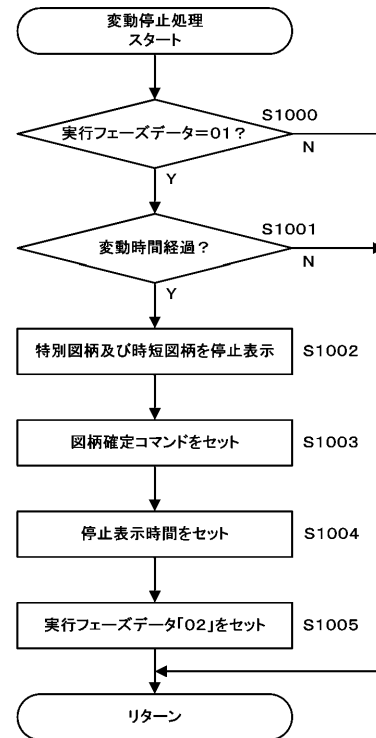 変動停止処理
スタート
S1000
実行フェーズデータ=01?
N
Y
S1001
変動時間経過?
N
Y
特別図柄及び時短図柄を停止表示
S1002
図柄確定コマンドをセット
S1003
停止表示時間をセット
S1004
実行フェーズデータ「02」をセット
S1005
リターン